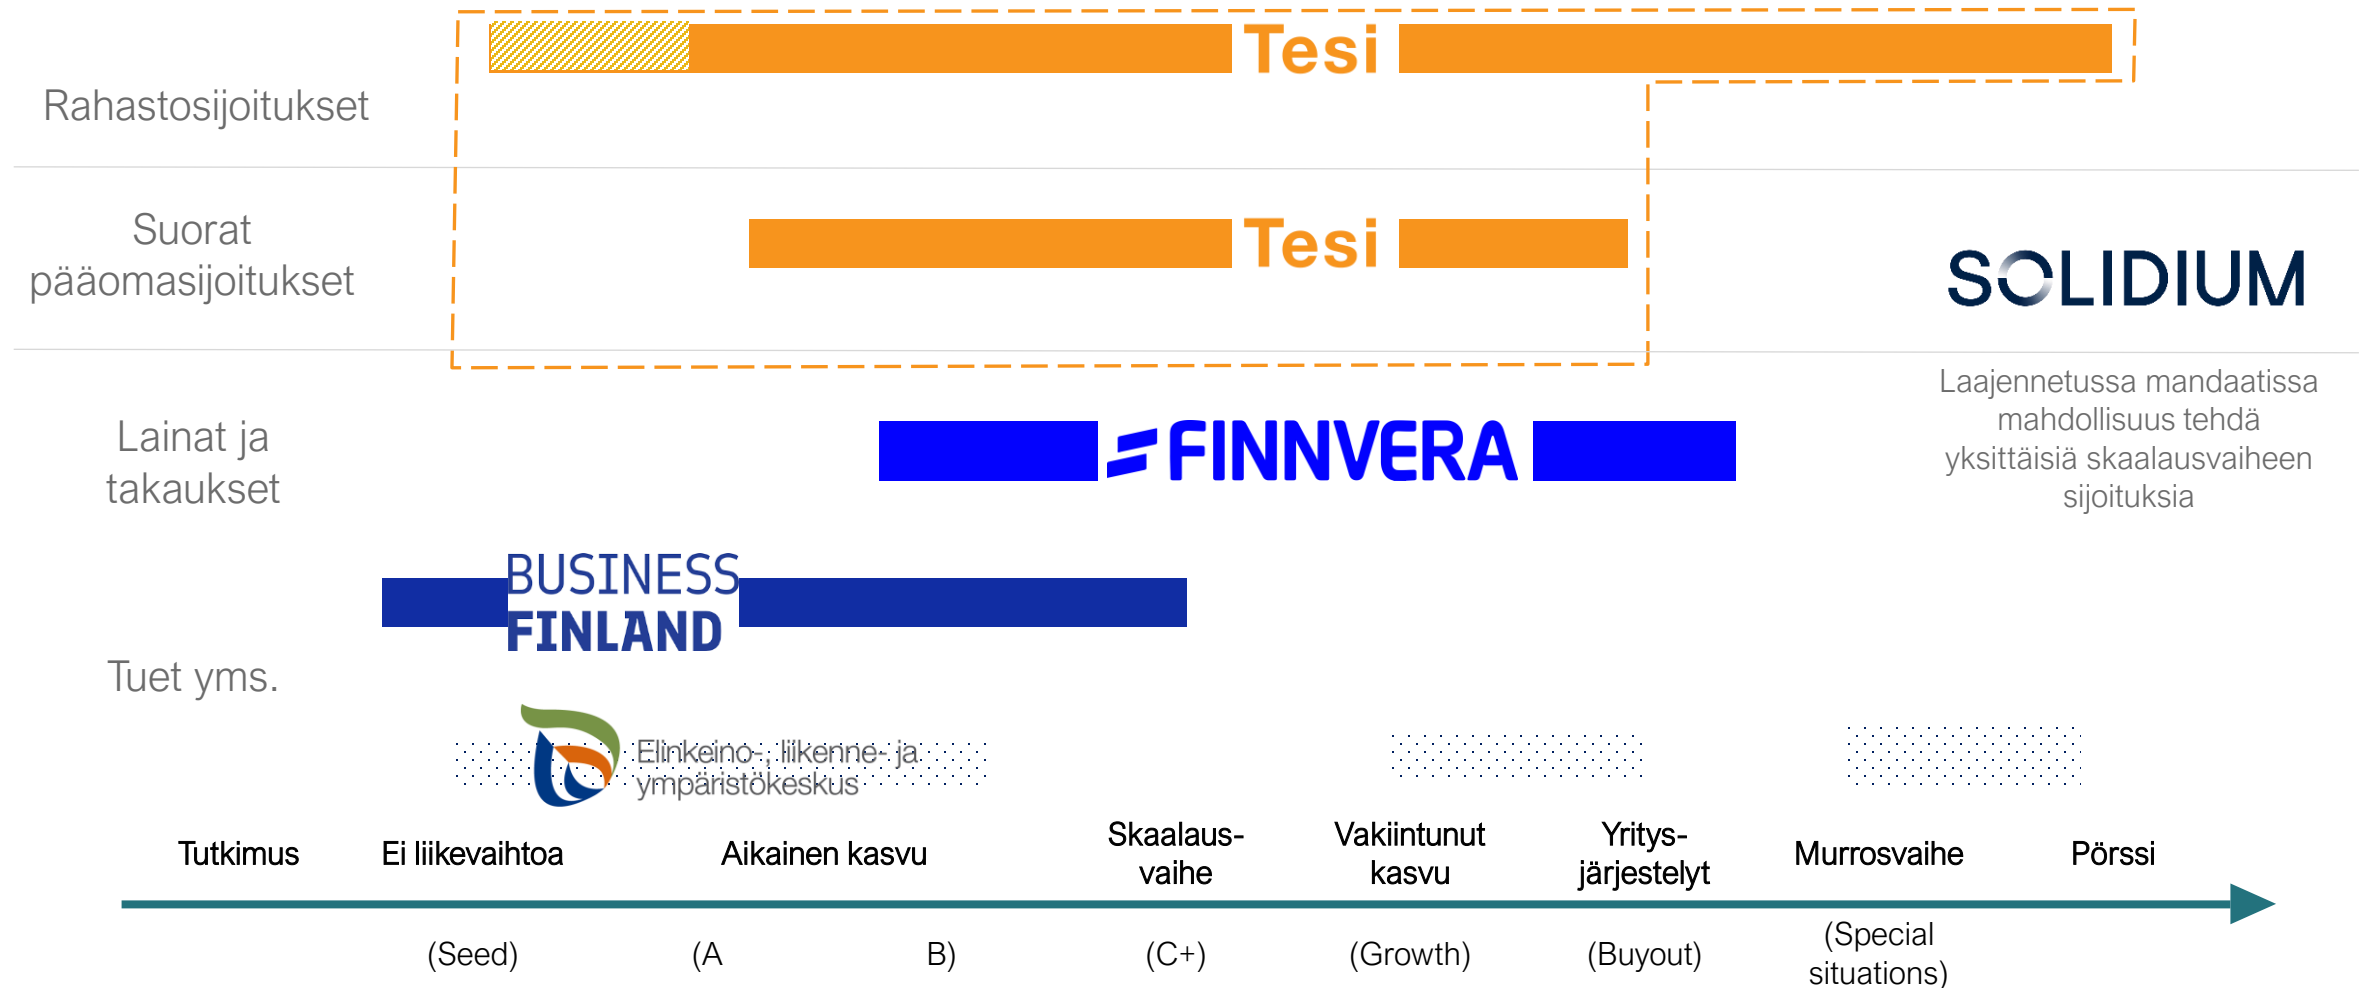 Tesi
Rahastosijoitukset
Suorat
pääomasijoitukset
Tesi
SOLIDIUM
Laajennetussa mandaatissa
mahdollisuus tehdä
yksittäisiä skaalausvaiheen
sijoituksia
Lainat ja
takaukset
FINNVERA
BUSINESS
FINLAND
Tuet yms.
Elinkeino-, liikenne- ja
ympäristökeskus
Tutkimus
Ei liikevaihtoa
Aikainen kasvu
Skaalaus-
vaihe
Vakiintunut
kasvu
Yritys-
järjestelyt
Murrosvaihe
Pörssi
(Seed)
(A
B)
(C+)
(Growth)
(Buyout)
(Special
situations)